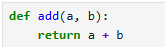 def add(a, b):
    return a + b